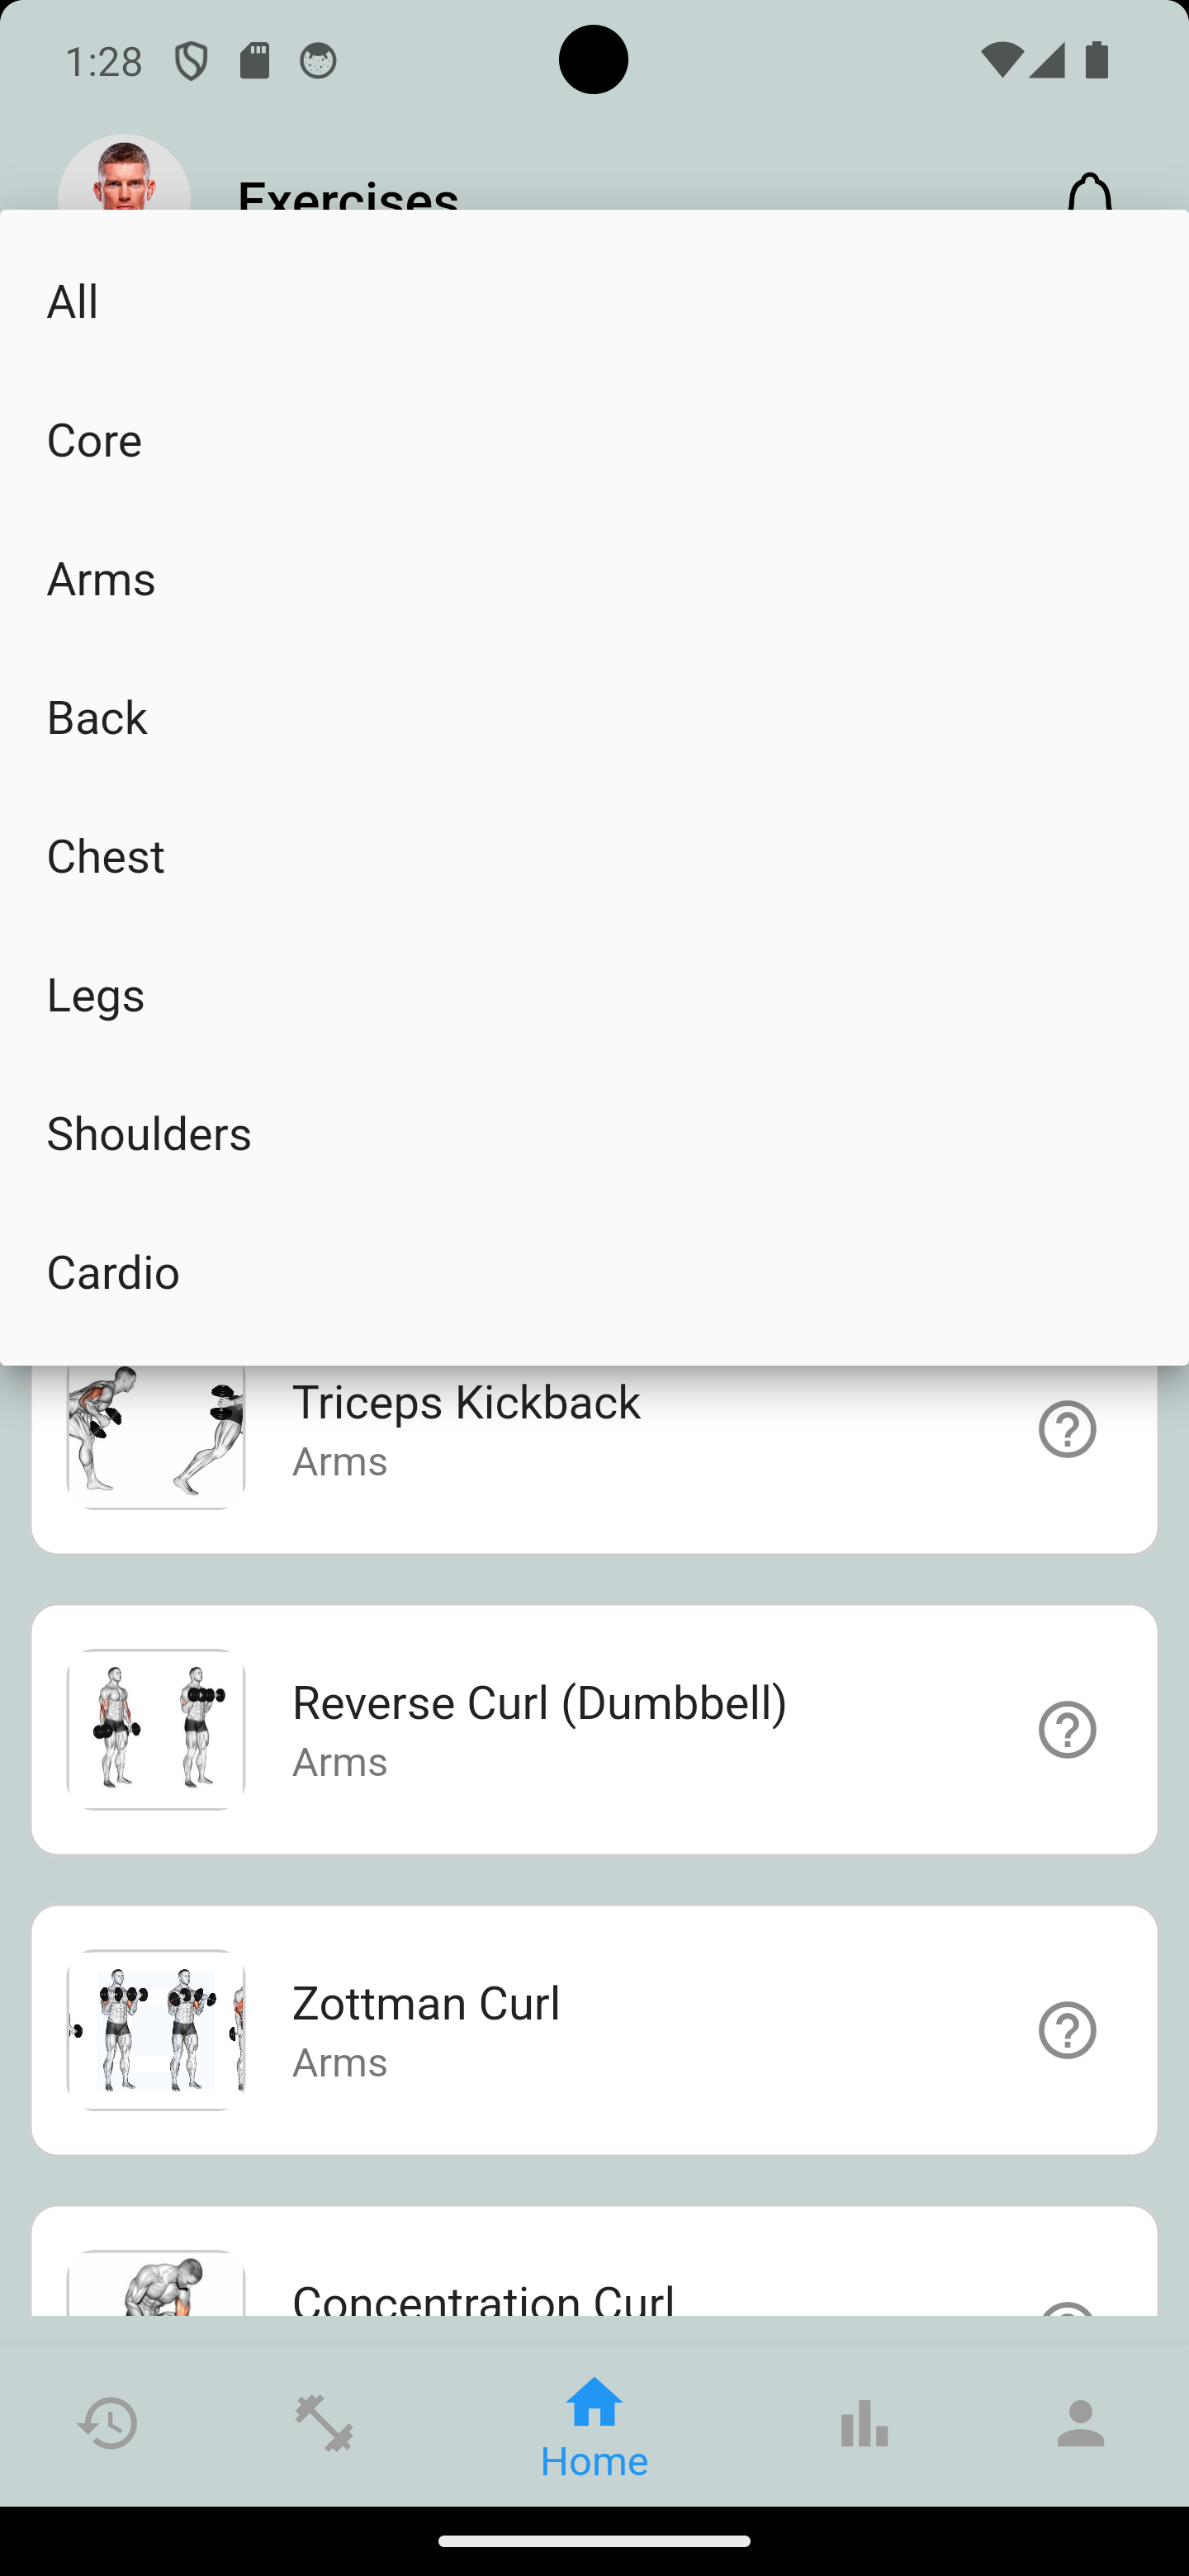 1:28
Exercises
All
Core
Arms
Back
Chest
Legs
Shoulders
Cardio
Triceps Kickback
Arms
Reverse Curl (Dumbbell)
Arms
Zottman Curl
Arms
Concentration Curl
Home